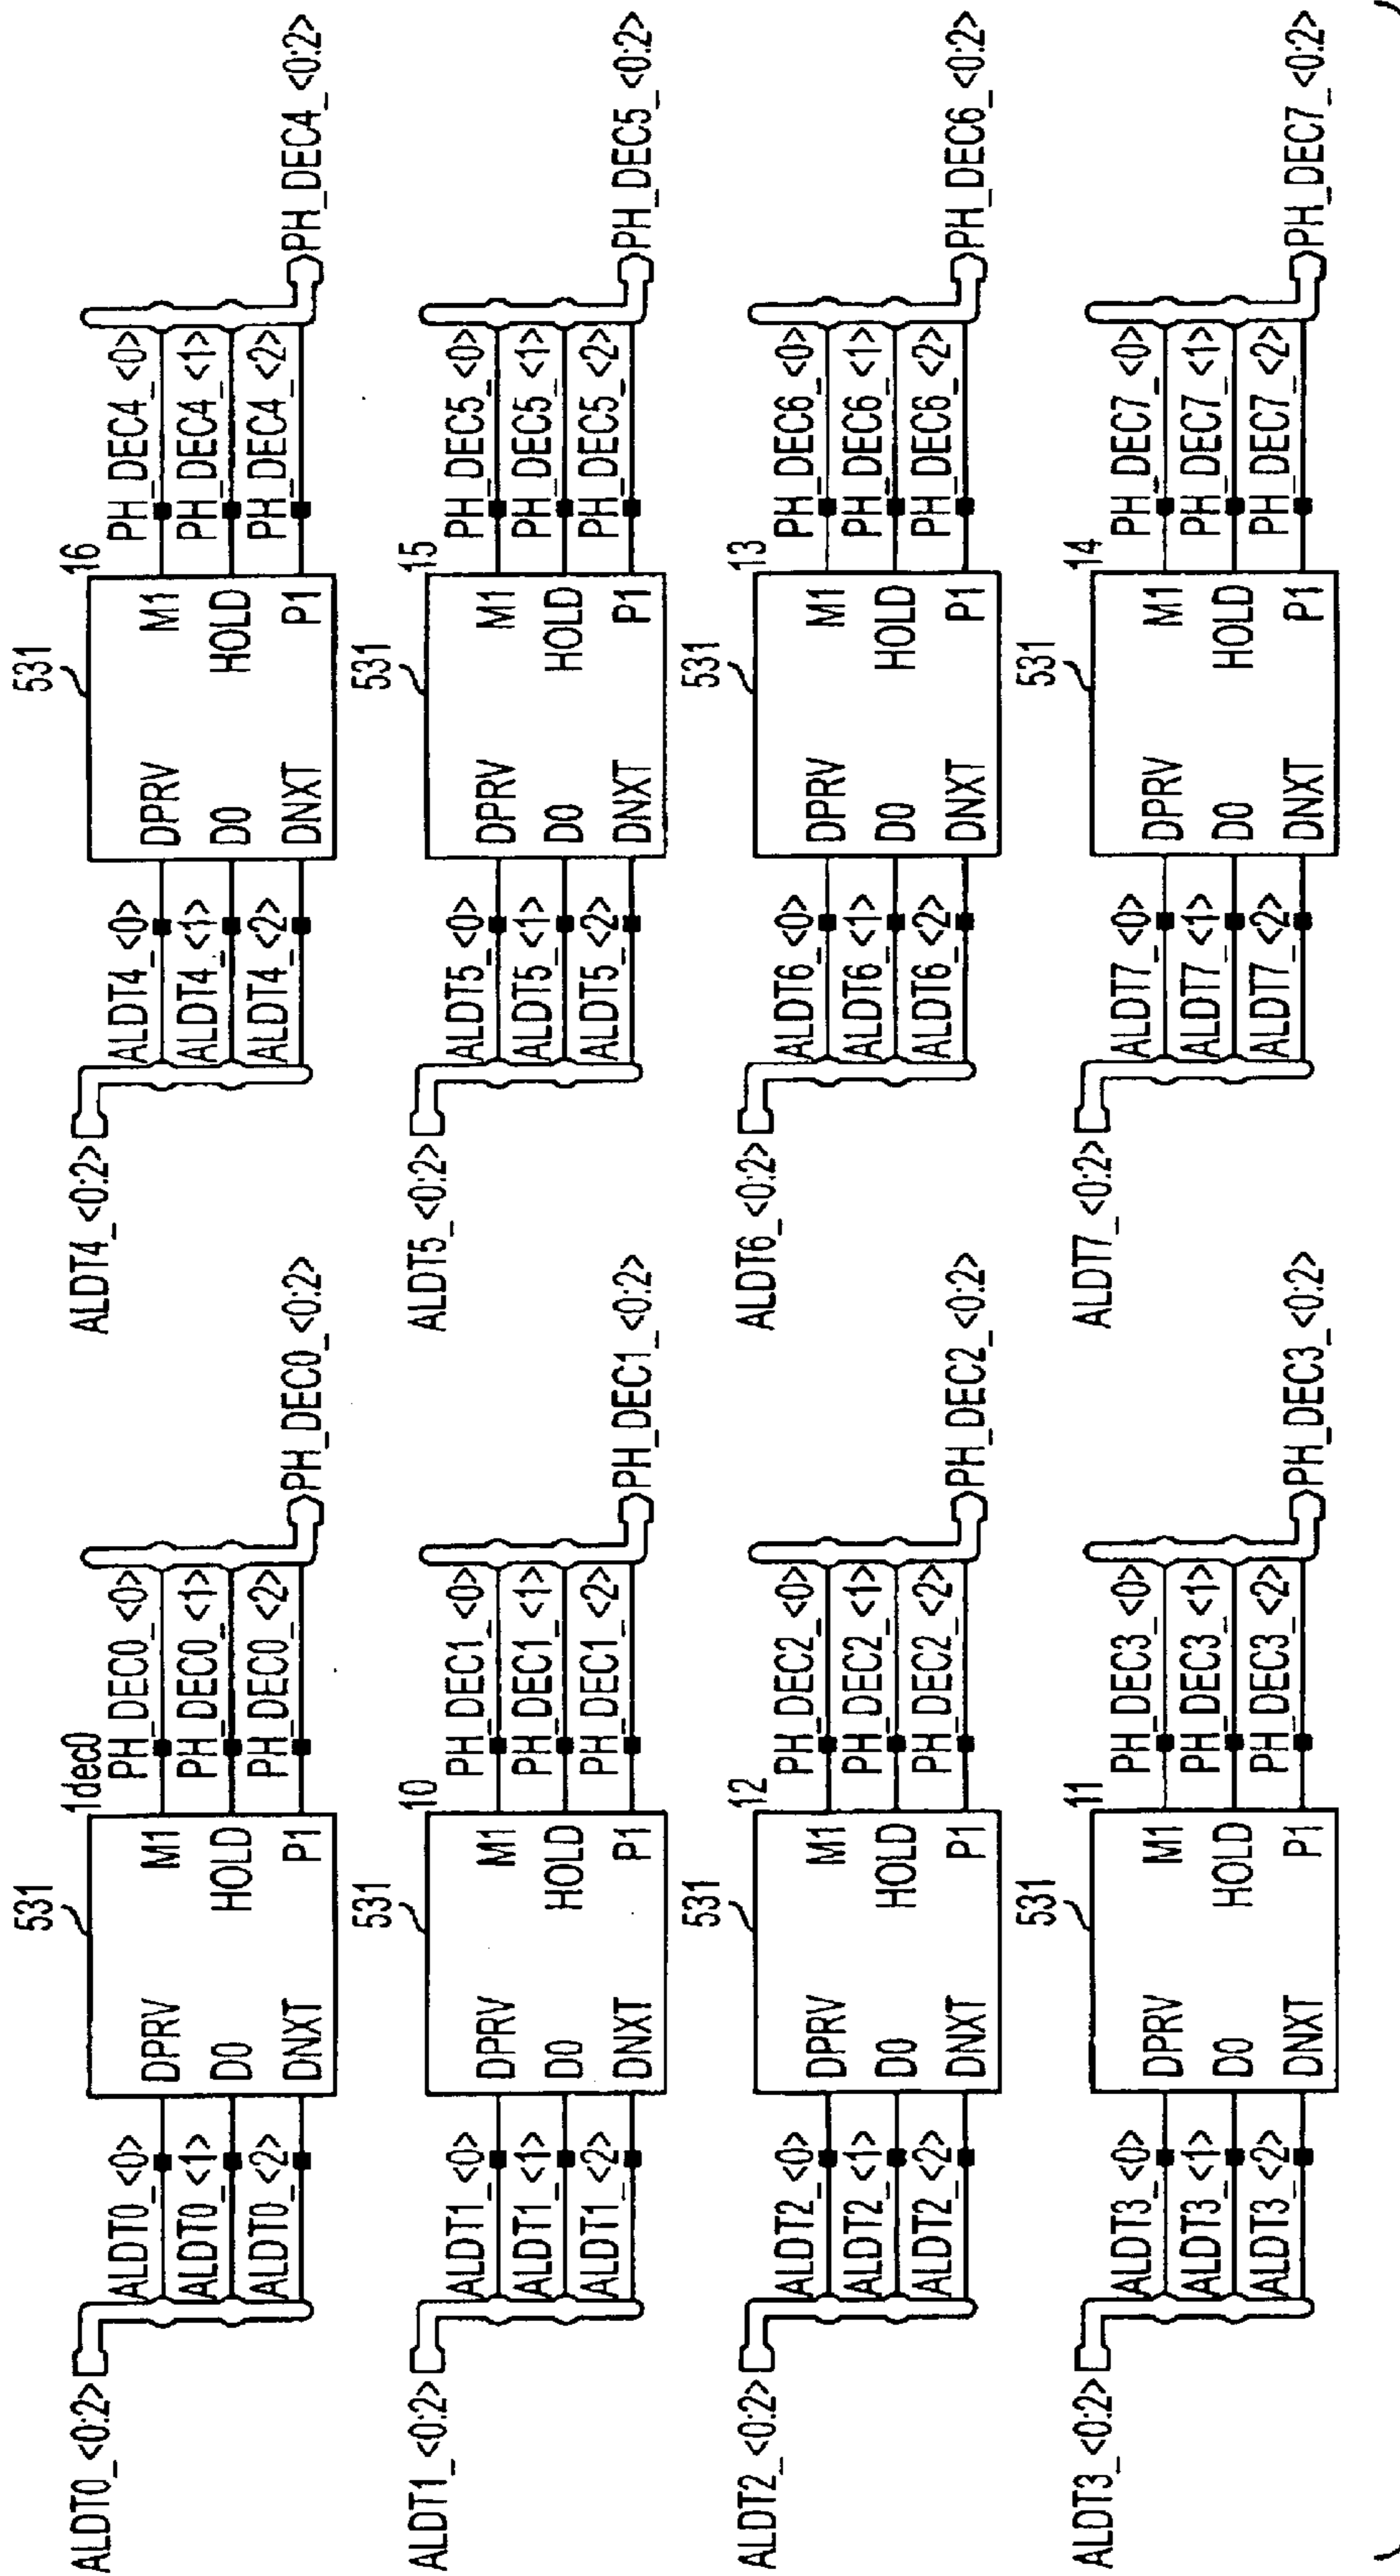 ALDT0_<0:2>
ALDT0_<0>
ALDT0_<1>
ALDT0_<2>
531
1dec0
DPRV
D0
DNXT
M1
HOLD
P1
PH_DEC0_<0>
PH_DEC0_<1>
PH_DEC0_<2>
PH_DEC0_<0:2>
ALDT4_<0:2>
ALDT4_<0>
ALDT4_<1>
ALDT4_<2>
531
16
DPRV
D0
DNXT
M1
HOLD
P1
PH_DEC4_<0>
PH_DEC4_<1>
PH_DEC4_<2>
PH_DEC4_<0:2>
ALDT1_<0:2>
ALDT1_<0>
ALDT1_<1>
ALDT1_<2>
531
10
DPRV
D0
DNXT
M1
HOLD
P1
PH_DEC1_<0>
PH_DEC1_<1>
PH_DEC1_<2>
PH_DEC1_<0:2>
ALDT5_<0:2>
ALDT5_<0>
ALDT5_<1>
ALDT5_<2>
531
15
DPRV
D0
DNXT
M1
HOLD
P1
PH_DEC5_<0>
PH_DEC5_<1>
PH_DEC5_<2>
PH_DEC5_<0:2>
ALDT2_<0:2>
ALDT2_<0>
ALDT2_<1>
ALDT2_<2>
531
12
DPRV
D0
DNXT
M1
HOLD
P1
PH_DEC2_<0>
PH_DEC2_<1>
PH_DEC2_<2>
PH_DEC2_<0:2>
ALDT6_<0:2>
ALDT6_<0>
ALDT6_<1>
ALDT6_<2>
531
13
DPRV
D0
DNXT
M1
HOLD
P1
PH_DEC6_<0>
PH_DEC6_<1>
PH_DEC6_<2>
PH_DEC6_<0:2>
ALDT3_<0:2>
ALDT3_<0>
ALDT3_<1>
ALDT3_<2>
531
11
DPRV
D0
DNXT
M1
HOLD
P1
PH_DEC3_<0>
PH_DEC3_<1>
PH_DEC3_<2>
PH_DEC3_<0:2>
ALDT7_<0:2>
ALDT7_<0>
ALDT7_<1>
ALDT7_<2>
531
14
DPRV
D0
DNXT
M1
HOLD
P1
PH_DEC7_<0>
PH_DEC7_<1>
PH_DEC7_<2>
PH_DEC7_<0:2>